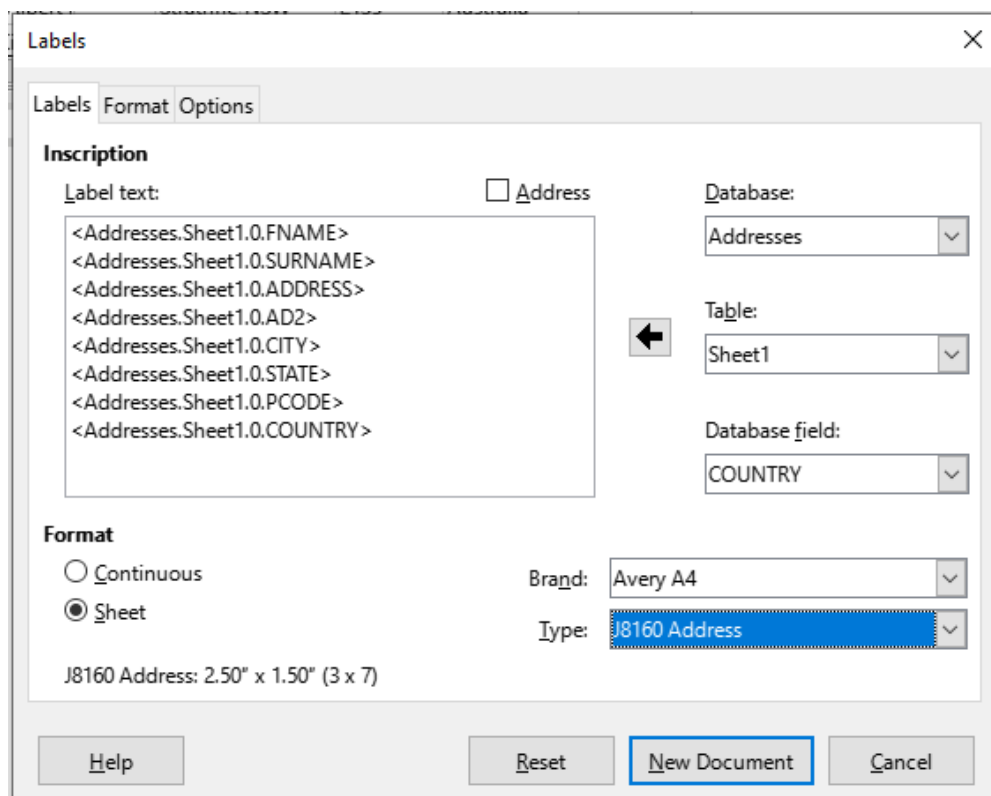 Labels
Labels Format Options
Inscription
Label text:
Address
Database:
<Addresses.Sheet1.0.FNAME>
<Addresses.Sheet1.0.SURNAME>
<Addresses.Sheet1.0.ADDRESS>
<Addresses.Sheet1.0.AD2>
<Addresses.Sheet1.0.CITY>
<Addresses.Sheet1.0.STATE>
<Addresses.Sheet1.0.PCODE>
<Addresses.Sheet1.0.COUNTRY>
Addresses
Table:
Sheet1
Database field:
COUNTRY
Format
Continuous
Sheet
Brand: Avery A4
Type: J8160 Address
J8160 Address: 2.50" x 1.50" (3 x 7)
Help Reset New Document Cancel